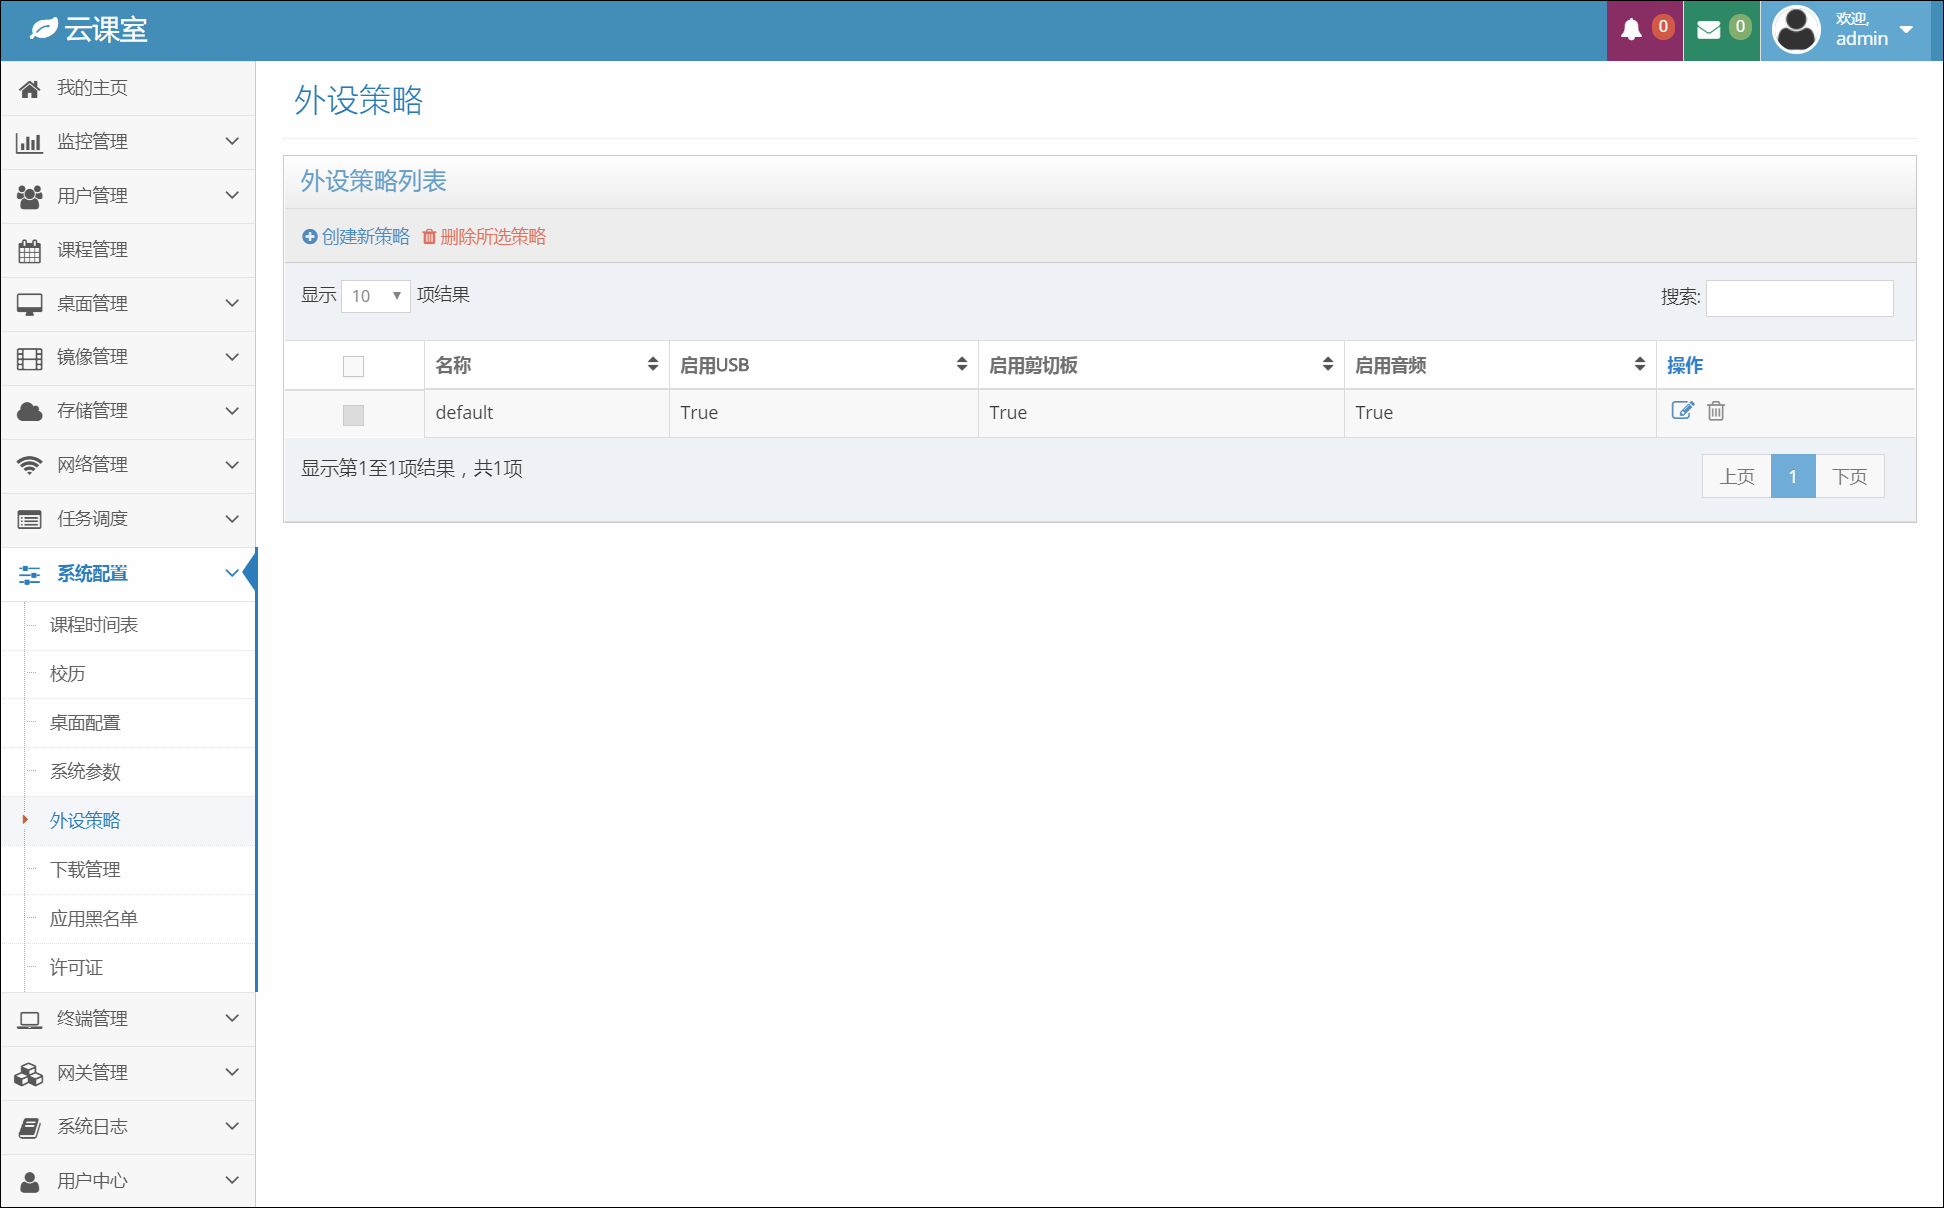 云课室
0
0
欢迎,
admin
我的主页
监控管理
用户管理
课程管理
桌面管理
镜像管理
存储管理
网络管理
任务调度
系统配置
课程时间表
校历
桌面配置
系统参数
外设策略
下载管理
应用黑名单
许可证
终端管理
网关管理
系统日志
用户中心
外设策略
外设策略列表
创建新策略 删除所选策略
显示 10 项结果
搜索:
名称 启用USB 启用剪切板 启用音频 操作
default True True True
显示第1至1项结果，共1项
上页 1 下页